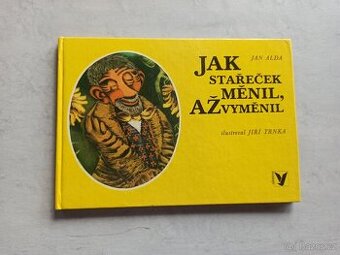 JAN ALDA
JAK
STAŘEČEK
MĚNIL,
AŽ VYMĚNIL
ilustroval JIŘÍ TRNKA